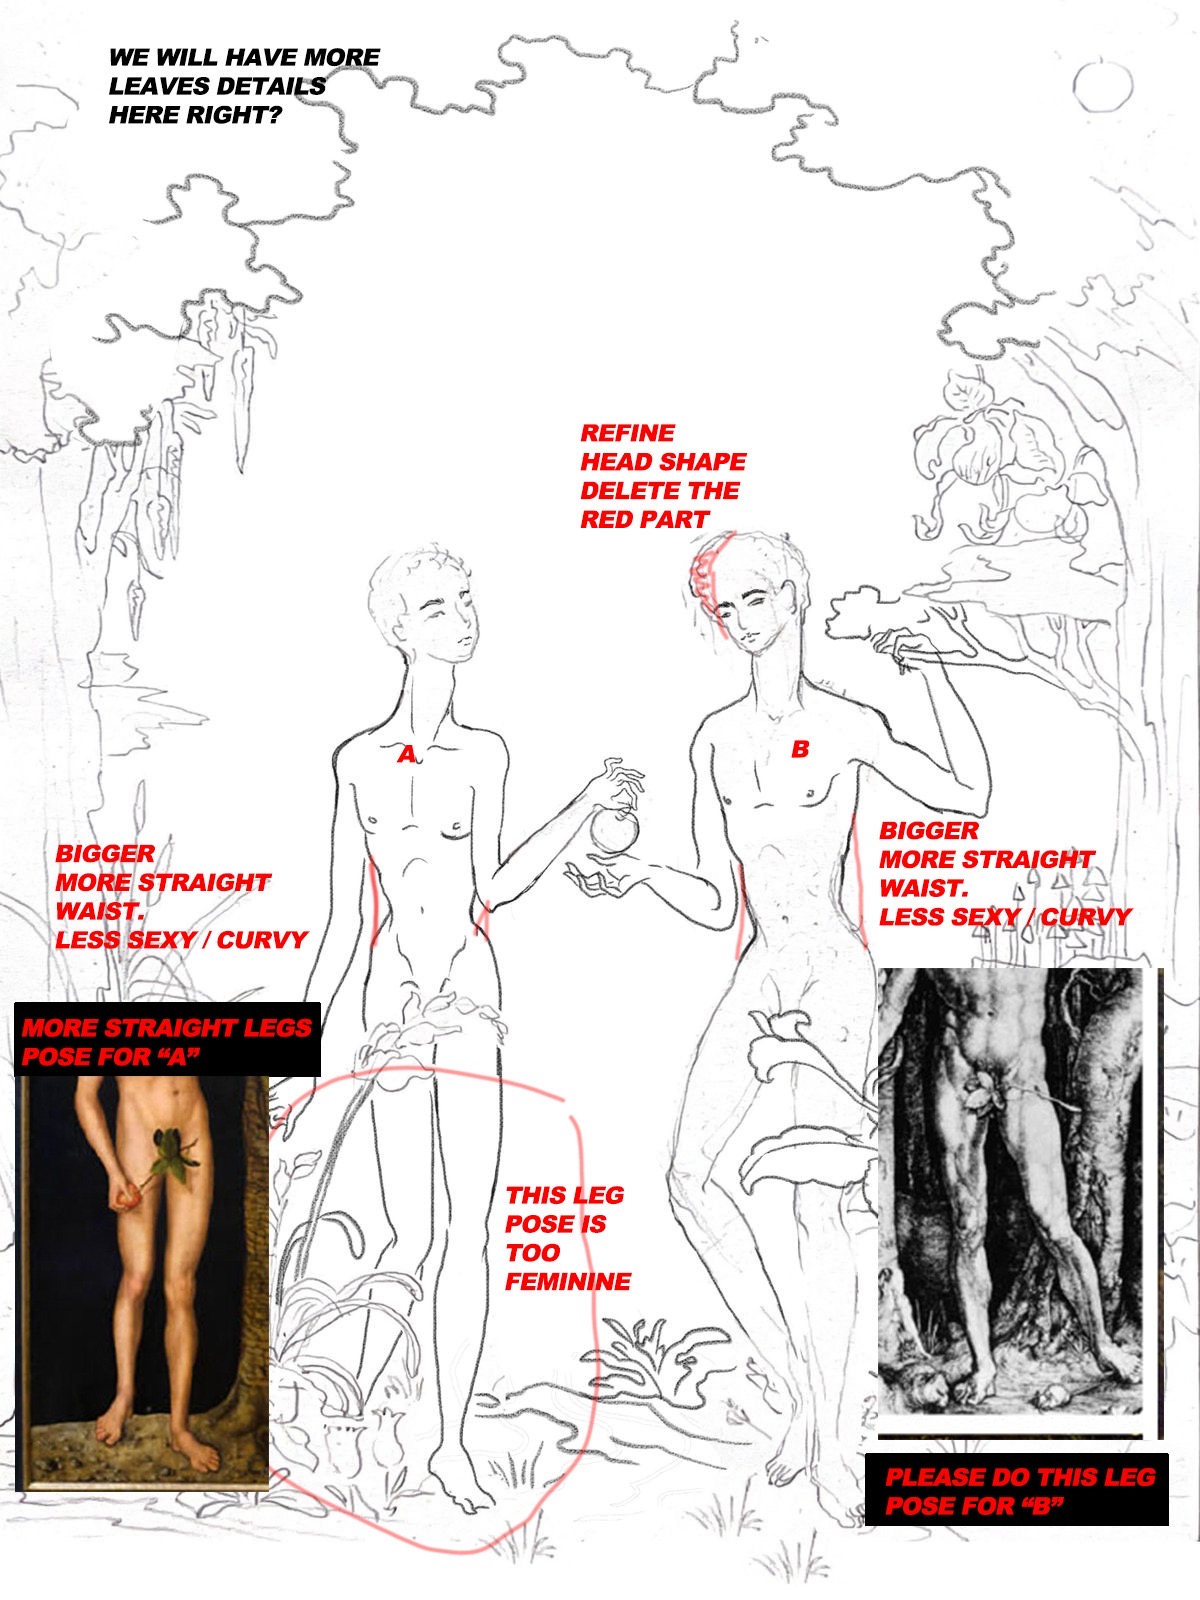 WE WILL HAVE MORE
LEAVES DETAILS
HERE RIGHT?
REFINE
HEAD SHAPE
DELETE THE
RED PART
A
B
BIGGER
MORE STRAIGHT
WAIST.
LESS SEXY / CURVY
BIGGER
MORE STRAIGHT
WAIST.
LESS SEXY / CURVY
MORE STRAIGHT LEGS
POSE FOR “A”
THIS LEG
POSE IS
TOO
FEMININE
PLEASE DO THIS LEG
POSE FOR “B”